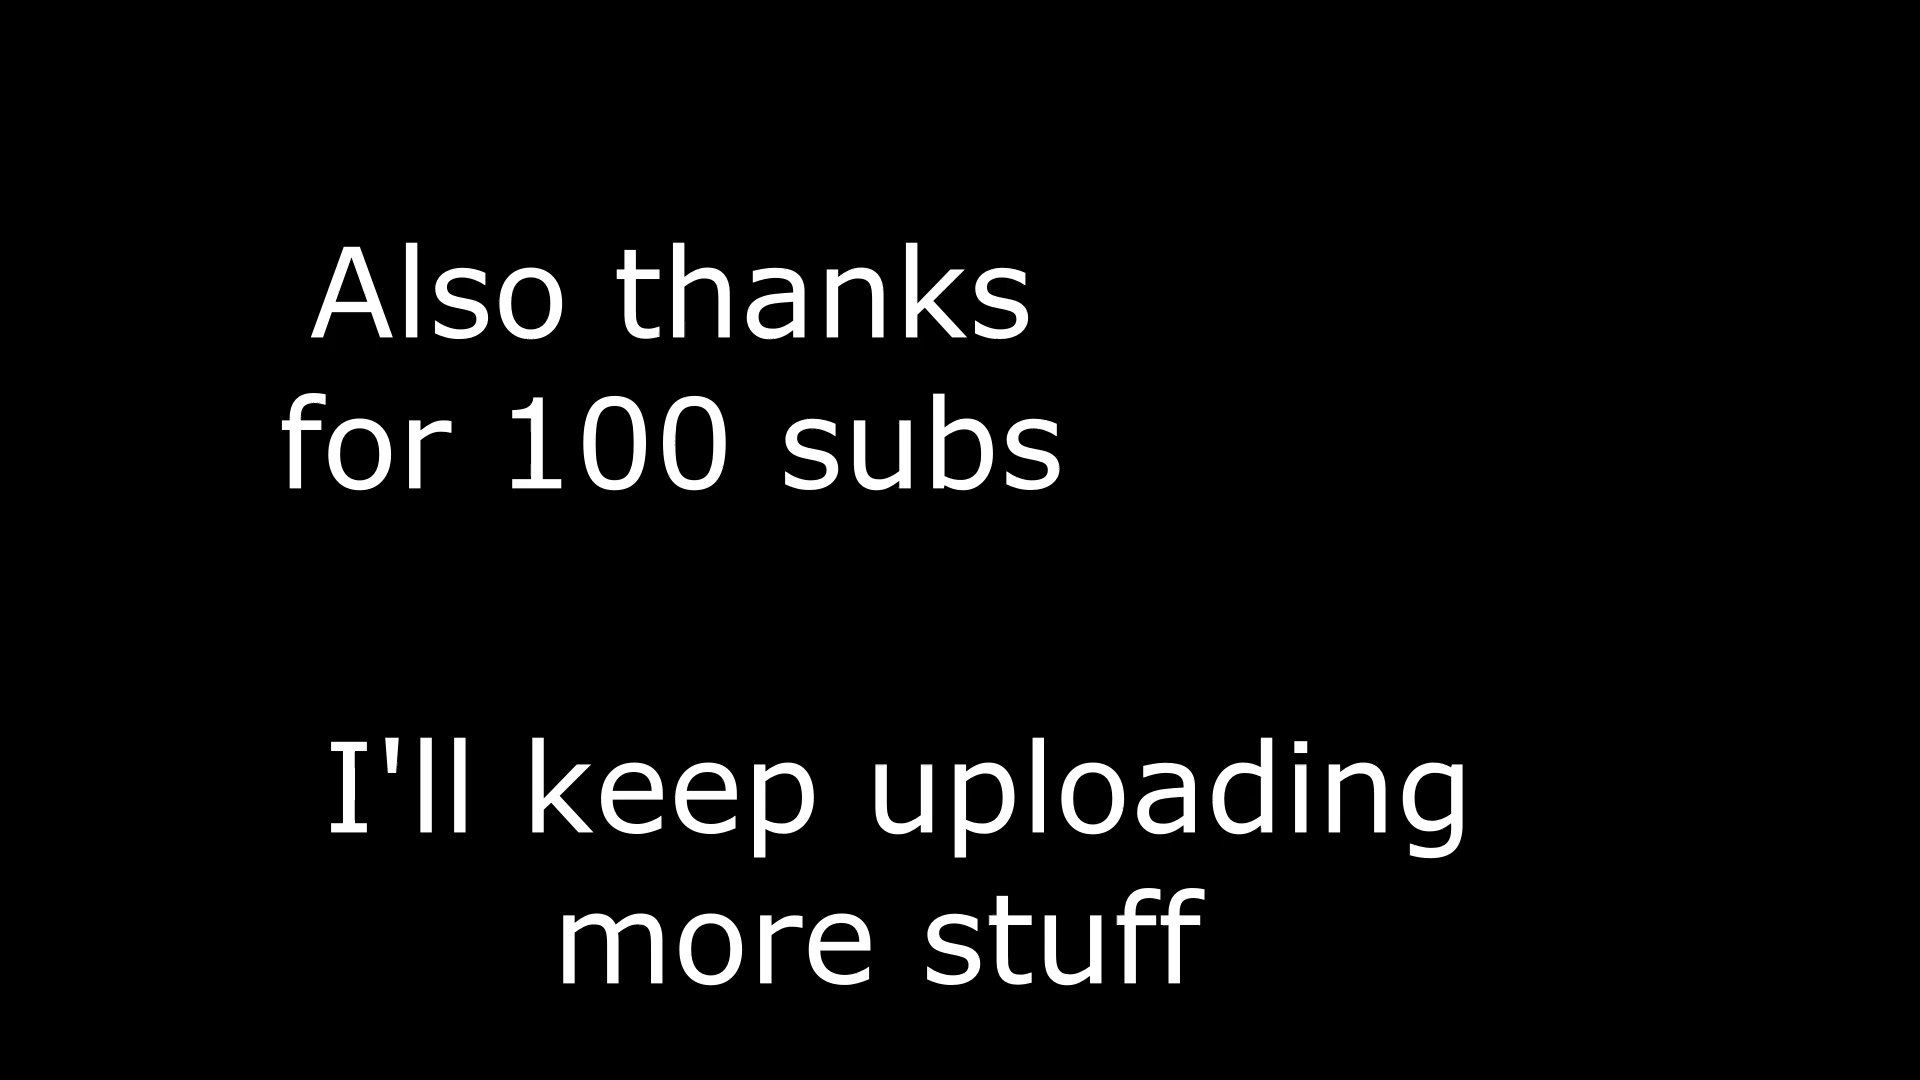 Also thanks
for 100 subs
I'll keep uploading
more stuff